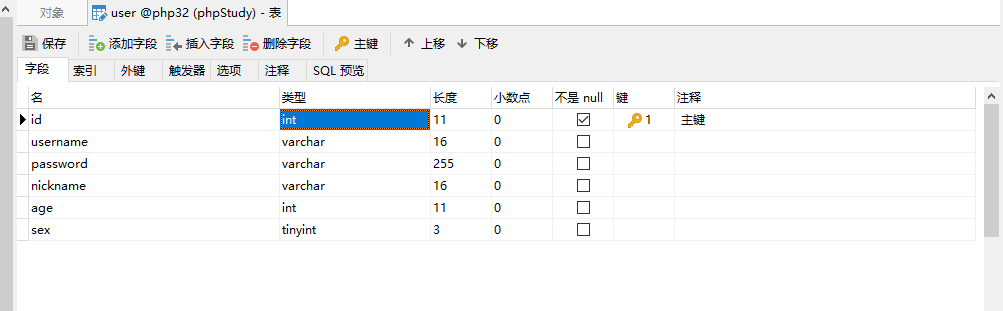 对象 user @php32 (phpStudy) - 表
保存 添加字段 插入字段 删除字段 主键 上移 下移
字段 索引 外键 触发器 选项 注释 SQL 预览
名 类型 长度 小数点 不是 null 键 注释
id int 11 0 1 主键
username varchar 16 0
password varchar 255 0
nickname varchar 16 0
age int 11 0
sex tinyint 3 0